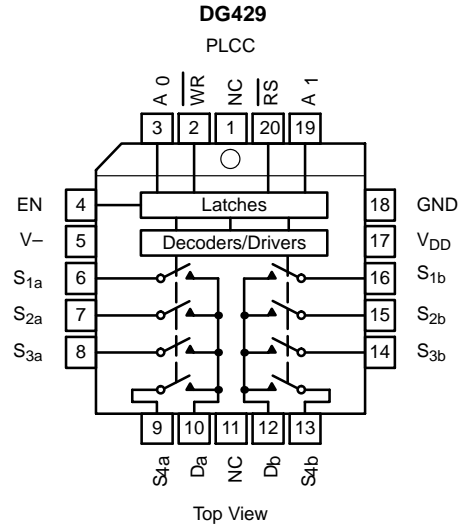 DG429
PLCC
A 0
WR
NC
RS
A 1
3
2
1
20
19
EN
4
Latches
18
GND
V–
5
Decoders/Drivers
17
VDD
S1a
6
16
S1b
S2a
7
15
S2b
S3a
8
14
S3b
9
10
11
12
13
S4a
Da
NC
Db
S4b
Top View